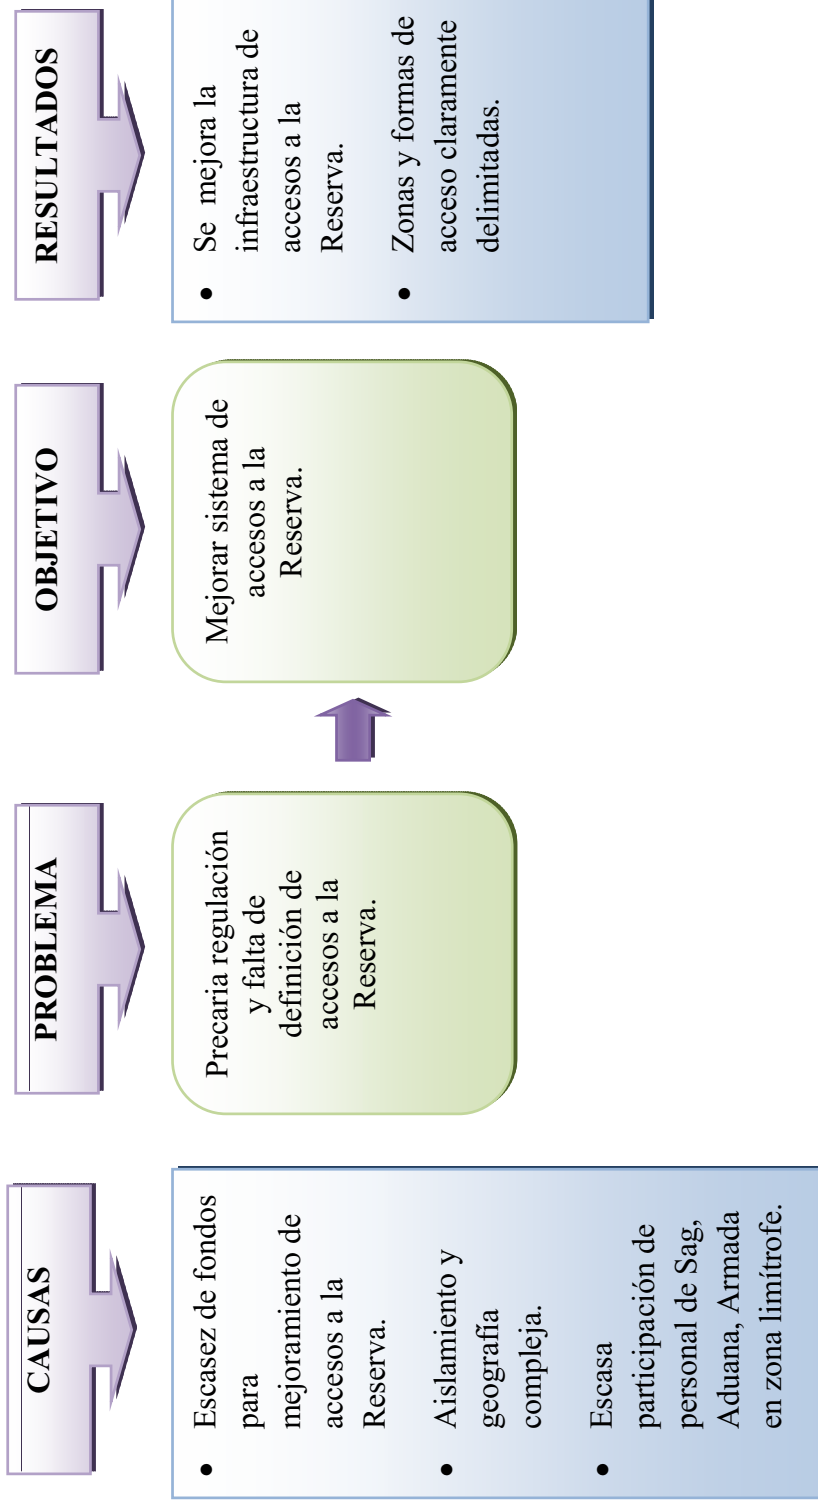 CAUSAS
• Escasez de fondos
para
mejoramiento de
accesos a la
Reserva.
• Aislamiento y
geografía
compleja.
• Escasa
participación de
personal de Sag,
Aduana, Armada
en zona limítrofe.
PROBLEMA
Precaria regulación
y falta de
definición de
accesos a la
Reserva.
OBJETIVO
Mejorar sistema de
accesos a la
Reserva.
RESULTADOS
• Se mejora la
infraestructura de
accesos a la
Reserva.
• Zonas y formas de
acceso claramente
delimitadas.